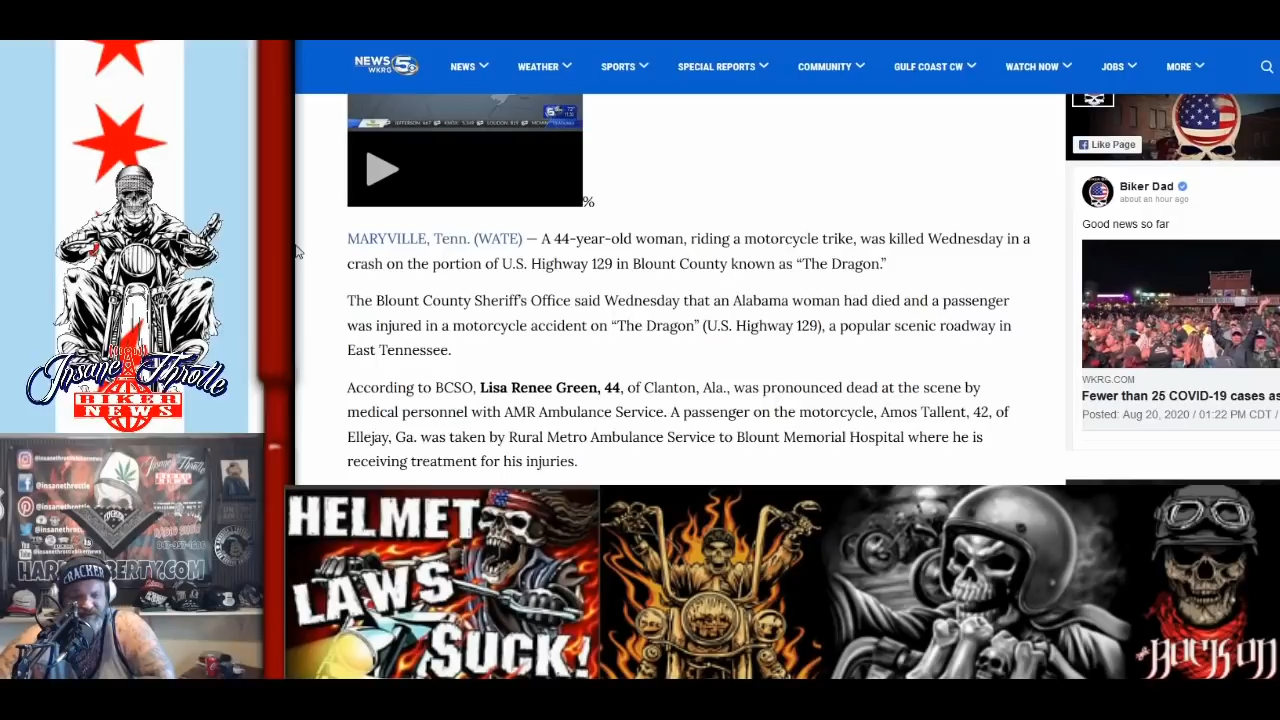 NEWS 5
WKRG
NEWS
WEATHER
SPORTS
SPECIAL REPORTS
COMMUNITY
GULF COAST CW
WATCH NOW
JOBS
MORE
%
MARYVILLE, Tenn. (WATE) — A 44-year-old woman, riding a motorcycle trike, was killed Wednesday in a
crash on the portion of U.S. Highway 129 in Blount County known as “The Dragon.”
The Blount County Sheriff’s Office said Wednesday that an Alabama woman had died and a passenger
was injured in a motorcycle accident on “The Dragon” (U.S. Highway 129), a popular scenic roadway in
East Tennessee.
According to BCSO, Lisa Renee Green, 44, of Clanton, Ala., was pronounced dead at the scene by
medical personnel with AMR Ambulance Service. A passenger on the motorcycle, Amos Tallent, 42, of
Ellejay, Ga. was taken by Rural Metro Ambulance Service to Blount Memorial Hospital where he is
receiving treatment for his injuries.
Like Page
Biker Dad
about an hour ago
Good news so far
WKRG.COM
Fewer than 25 COVID-19 cases as
Posted: Aug 20, 2020 / 01:22 PM CDT /
Insane Throttle
BIKER
NEWS
@insanethrottlebikernews
@insanethrottle
@insanethrottle
@insanethrottlebikernews
CRACKER
HELMET
LAWS
SUCK!